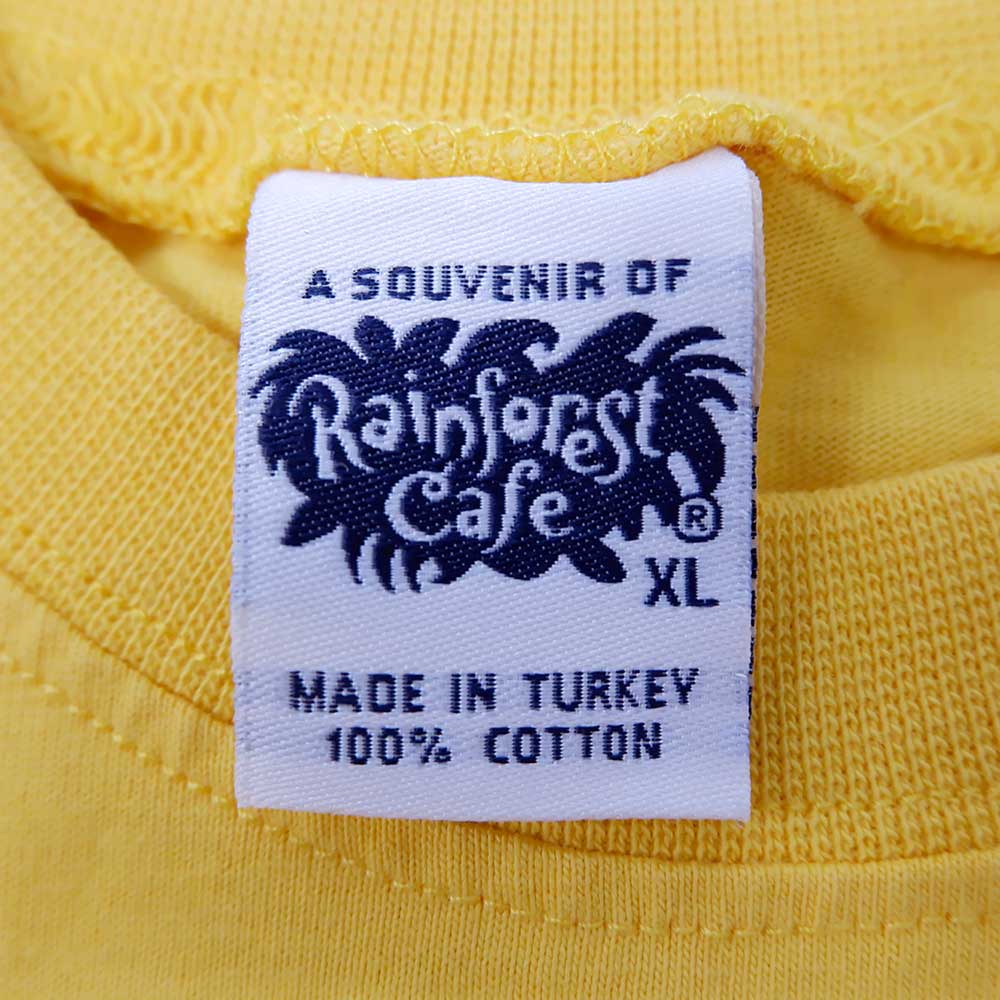 A SOUVENIR OF
Rainforest
Cafe ®
XL
MADE IN TURKEY
100% COTTON